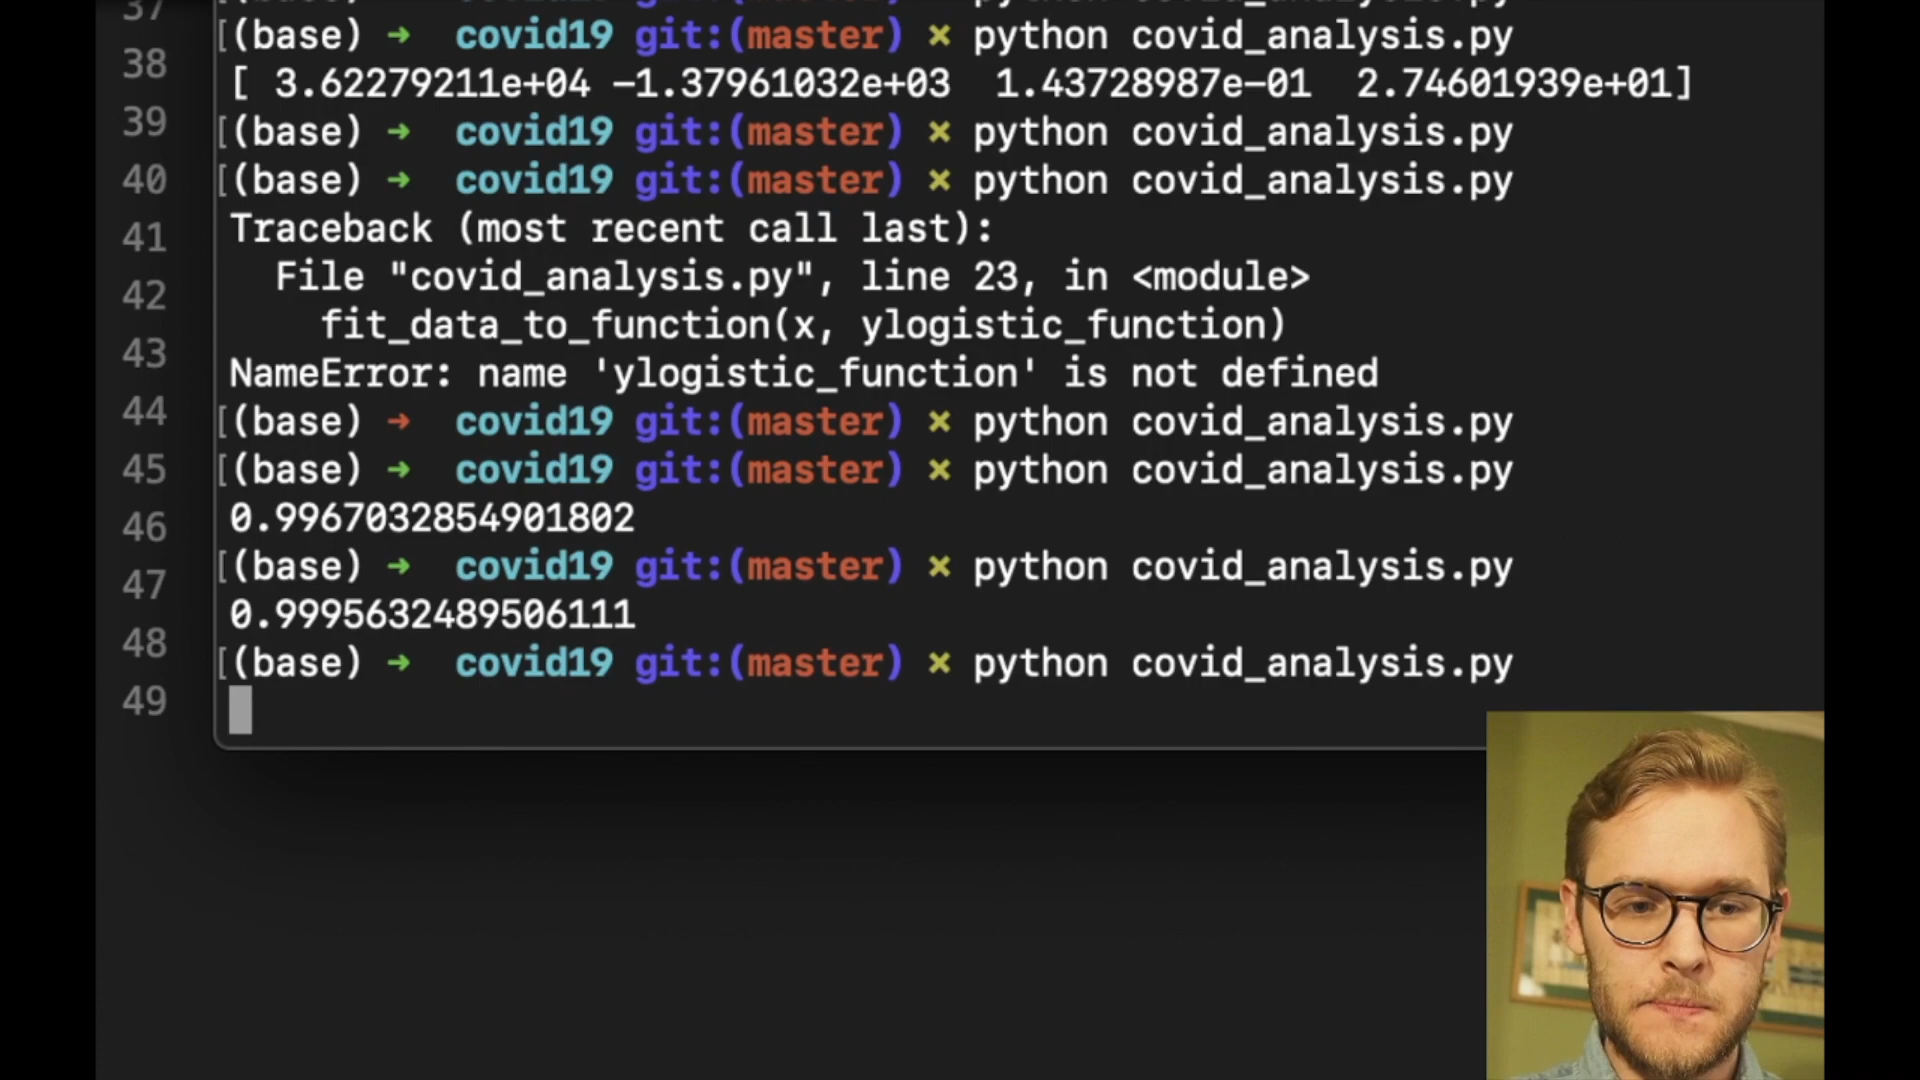 37
38
39
40
41
42
43
44
45
46
47
48
49
[(base) ➜ covid19 git:(master) ✗ python covid_analysis.py
[ 3.62279211e+04 −1.37961032e+03 1.43728987e−01 2.74601939e+01]
[(base) ➜ covid19 git:(master) ✗ python covid_analysis.py
[(base) ➜ covid19 git:(master) ✗ python covid_analysis.py
Traceback (most recent call last):
File "covid_analysis.py", line 23, in <module>
fit_data_to_function(x, ylogistic_function)
NameError: name 'ylogistic_function' is not defined
[(base) ➜ covid19 git:(master) ✗ python covid_analysis.py
[(base) ➜ covid19 git:(master) ✗ python covid_analysis.py
0.9967032854901802
[(base) ➜ covid19 git:(master) ✗ python covid_analysis.py
0.9995632489506111
[(base) ➜ covid19 git:(master) ✗ python covid_analysis.py